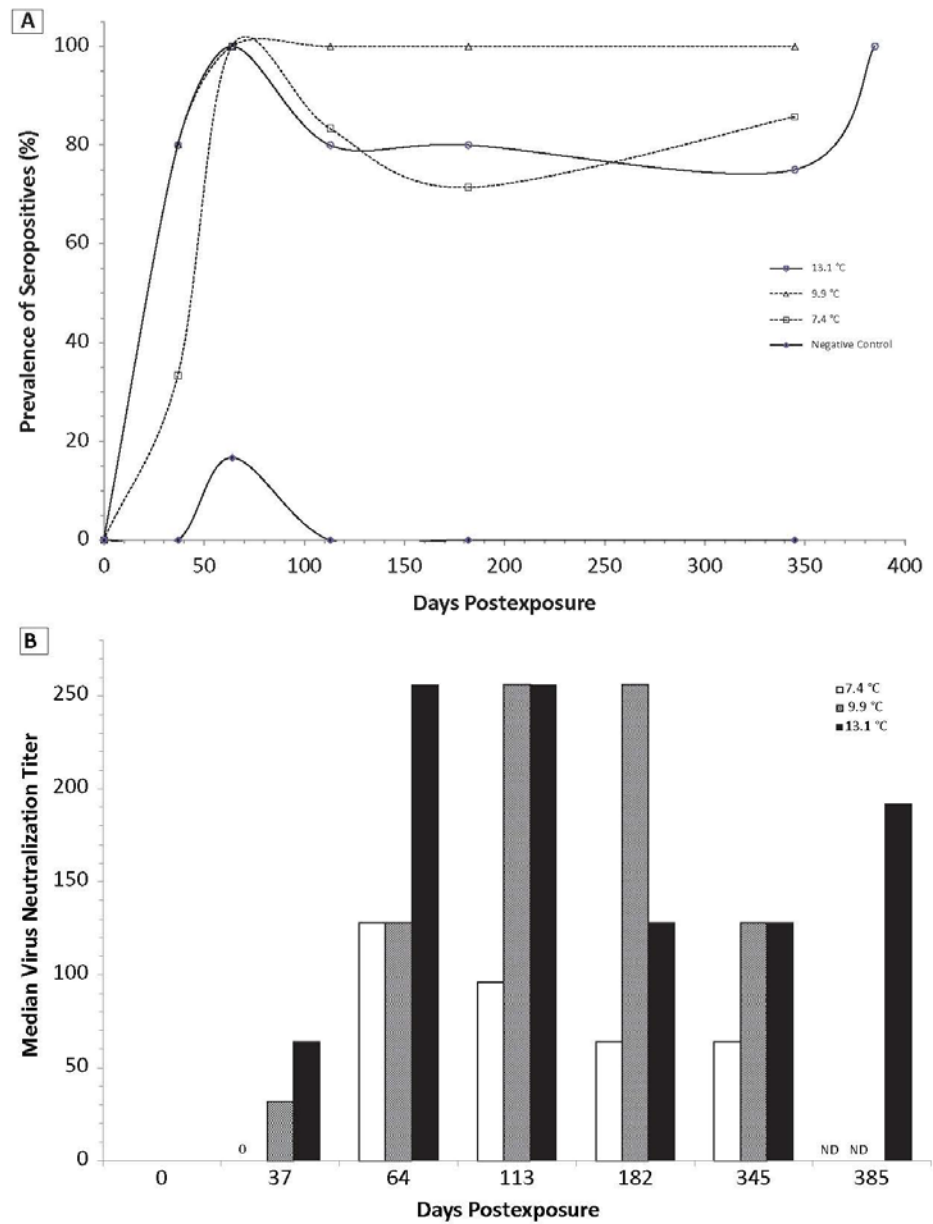 A
Prevalence of Seropositives (%)
100
80
60
40
20
0
0 50 100 150 200 250 300 350 400
Days Postexposure
13.1 °C
9.9 °C
7.4 °C
Negative Control
B
Median Virus Neutralization Titer
250
200
150
100
50
0
7.4 °C
9.9 °C
13.1 °C
0
ND ND
0 37 64 113 182 345 385
Days Postexposure